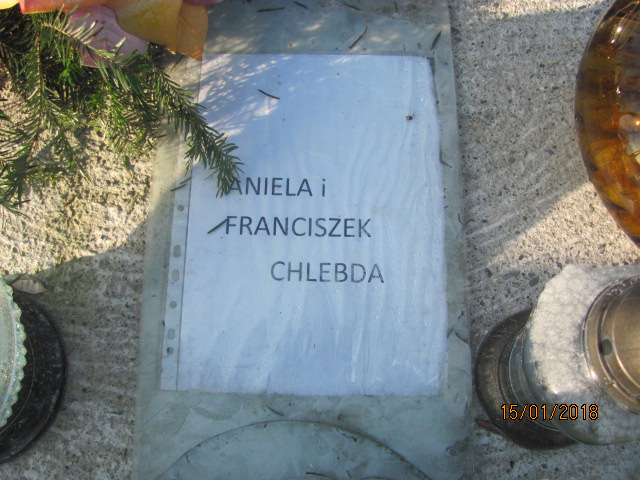 ANIELA i
FRANCISZEK
CHLEBDA
15/01/2018